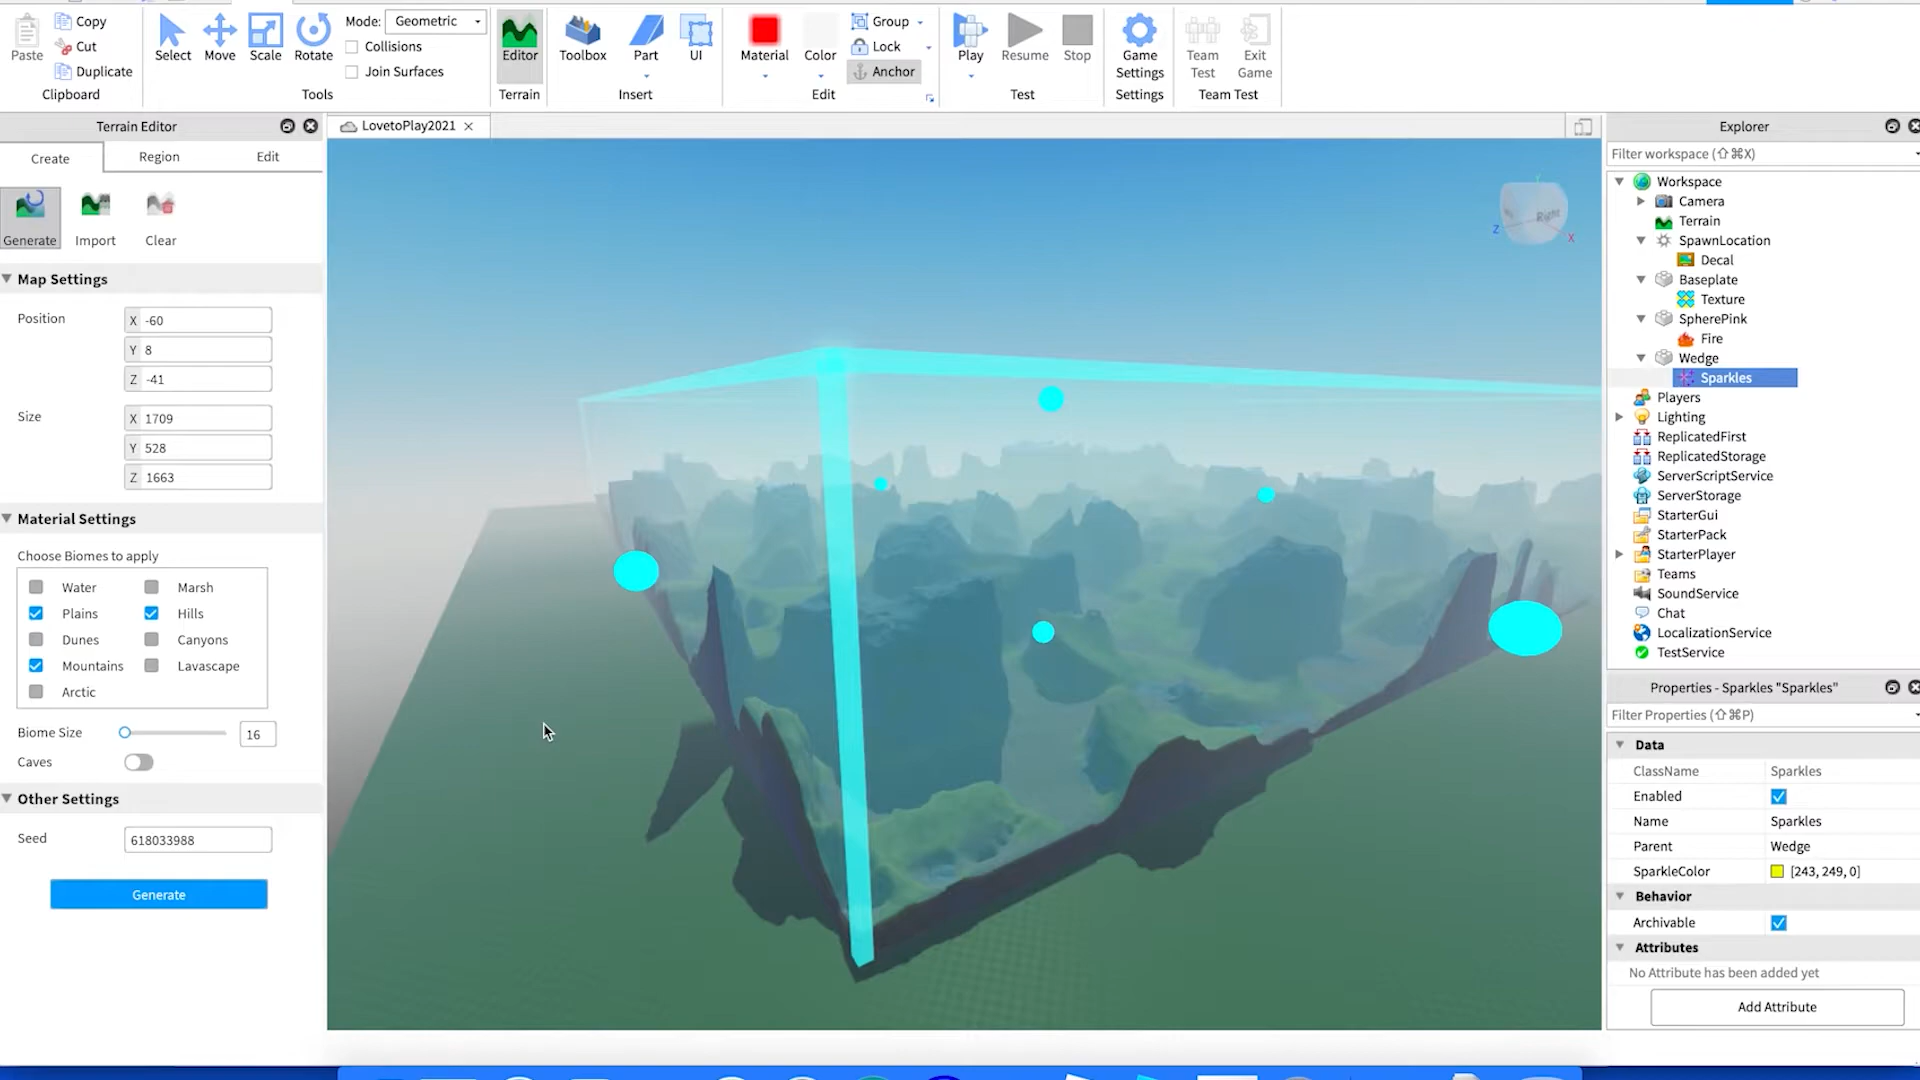 Paste
Copy
Cut
Duplicate
Clipboard
Select
Move
Scale
Rotate
Mode: Geometric
Collisions
Join Surfaces
Tools
Editor
Terrain
Toolbox
Part
UI
Insert
Material
Color
Group
Lock
Anchor
Edit
Play
Resume
Stop
Test
Game
Settings
Settings
Team
Test
Exit
Game
Team Test
Terrain Editor
Create
Region
Edit
Generate
Import
Clear
Map Settings
Position
X -60
Y 8
Z -41
Size
X 1709
Y 528
Z 1663
Material Settings
Choose Biomes to apply
Water
Marsh
Plains
Hills
Dunes
Canyons
Mountains
Lavascape
Arctic
Biome Size
16
Caves
Other Settings
Seed
618033988
Generate
LovetoPlay2021
Right
Y
Z
X
Explorer
Filter workspace (⇧⌘X)
Workspace
Camera
Terrain
SpawnLocation
Decal
Baseplate
Texture
SpherePink
Fire
Wedge
Sparkles
Players
Lighting
ReplicatedFirst
ReplicatedStorage
ServerScriptService
ServerStorage
StarterGui
StarterPack
StarterPlayer
Teams
SoundService
Chat
LocalizationService
TestService
Properties - Sparkles "Sparkles"
Filter Properties (⇧⌘P)
Data
ClassName Sparkles
Enabled
Name Sparkles
Parent Wedge
SparkleColor [243, 249, 0]
Behavior
Archivable
Attributes
No Attribute has been added yet
Add Attribute